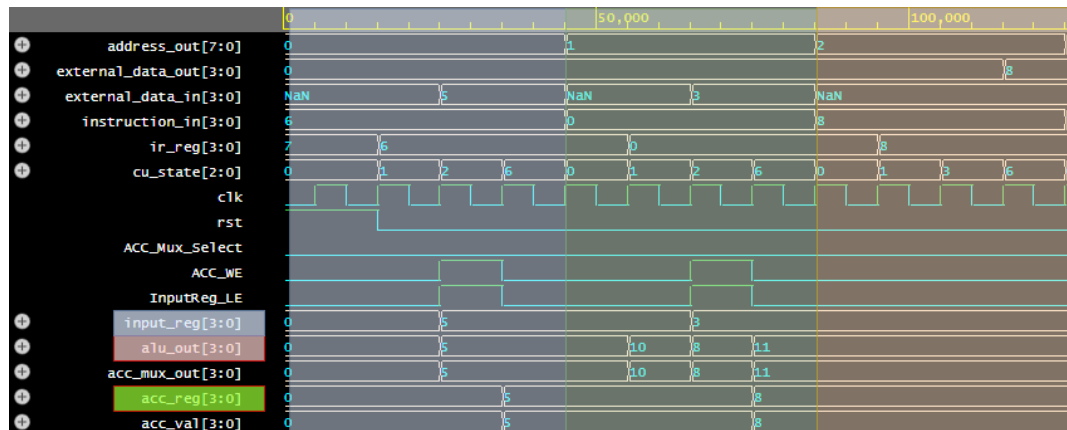 0 50,000 100,000
address_out[7:0] 0 1 2
external_data_out[3:0] 0 8
external_data_in[3:0] NaN 5 NaN 3 NaN
instruction_in[3:0] 6 0 8
ir_reg[3:0] 7 6 0 8
cu_state[2:0] 0 1 2 6 0 1 2 6 0 1 3 6
clk
rst
ACC_Mux_Select
ACC_WE
InputReg_LE
input_reg[3:0] 0 5 3
alu_out[3:0] 0 5 10 8 11
acc_mux_out[3:0] 0 5 10 8 11
acc_reg[3:0] 0 5 8
acc_val[3:0] 0 5 8